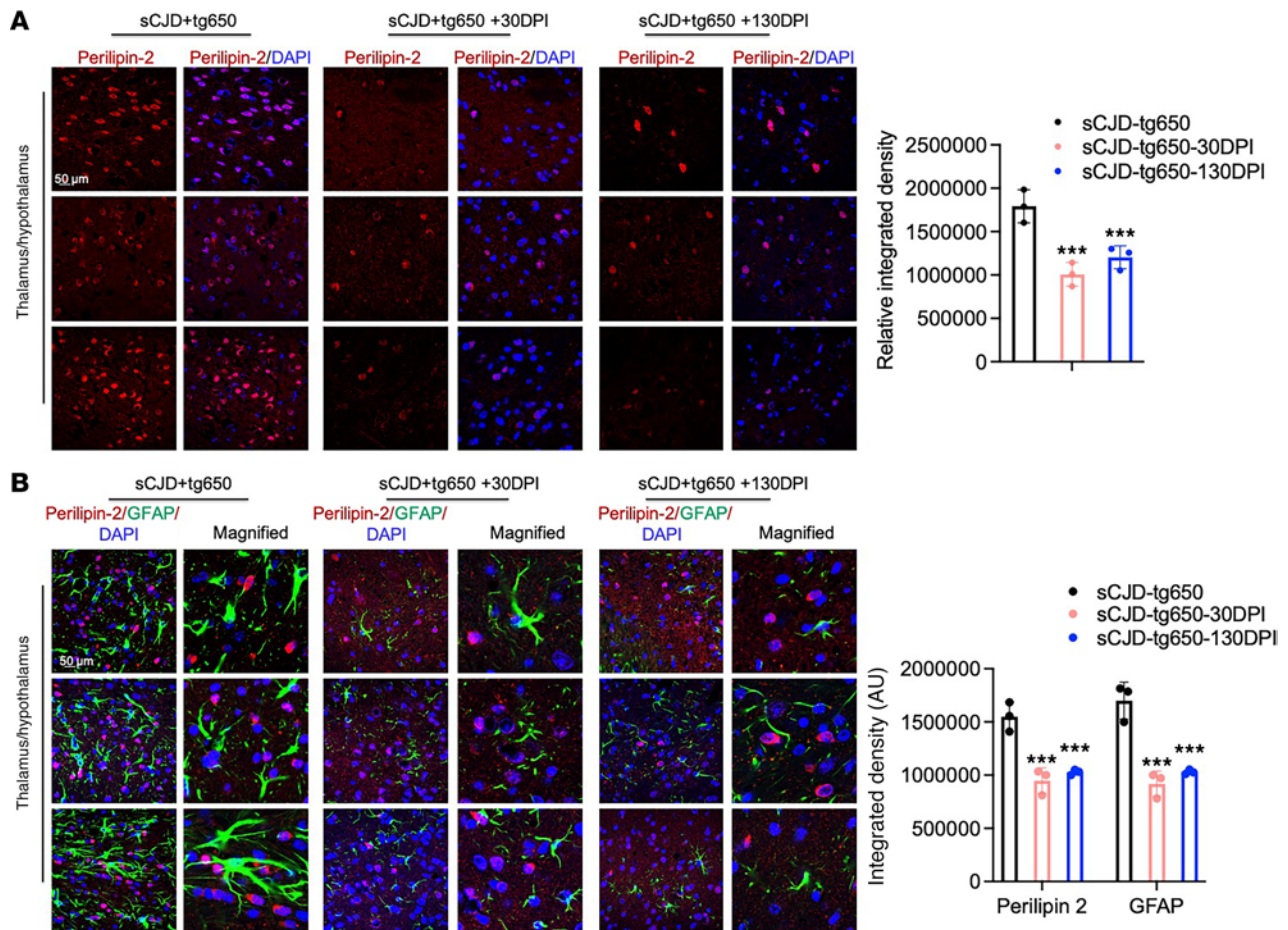 A
sCJD+tg650
sCJD+tg650 +30DPI
sCJD+tg650 +130DPI
Perilipin-2 Perilipin-2/DAPI
Perilipin-2 Perilipin-2/DAPI
Perilipin-2 Perilipin-2/DAPI
Thalamus/hypothalamus
50 µm
sCJD-tg650
sCJD-tg650-30DPI
sCJD-tg650-130DPI
Relative integrated density
2500000
2000000
1500000
1000000
500000
0
***
***
B
sCJD+tg650
sCJD+tg650 +30DPI
sCJD+tg650 +130DPI
Perilipin-2/GFAP/
DAPI
Magnified
Perilipin-2/GFAP/
DAPI
Magnified
Perilipin-2/GFAP/
DAPI
Magnified
Thalamus/hypothalamus
50 µm
sCJD-tg650
sCJD-tg650-30DPI
sCJD-tg650-130DPI
Integrated density (AU)
2000000
1500000
1000000
500000
0
***
***
***
***
Perilipin 2
GFAP